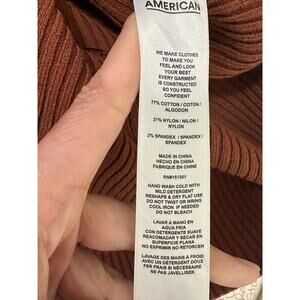 AMERICAN
WE MAKE CLOTHES
TO MAKE YOU
FEEL AND LOOK
YOUR BEST
EVERY GARMENT
IS CONSTRUCTED
SO YOU FEEL
CONFIDENT
77% COTTON / COTON /
ALGODON
21% NYLON / NILON /
NYLON
2% SPANDEX / SPANDEX /
SPANDEX
MADE IN CHINA
HECHO EN CHINA
FABRIQUE EN CHINE
RN#151301
HAND WASH COLD WITH
MILD DETERGENT
RESHAPE & DRY FLAT USE
DO NOT TWIST OR WRING
COOL IRON IF NEEDED
DO NOT BLEACH
LAVAR A MANO EN
AGUA FRIA
CON DETERGENTE SUAVE
REACOMADAR Y SECAR EN
SUPERFICIE PLANA
NO EXPRIMIR NO RETORCER
LAVAGE DES MAINS À FROID
AVEC UN DÉTERGENT DOUX
FER FRAIS SI NÉCESSAIRE
NE PAS JAVELLISER